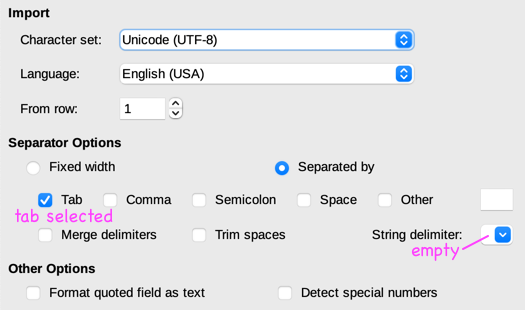 Import
Character set: Unicode (UTF-8)
Language: English (USA)
From row: 1
Separator Options
Fixed width Separated by
Tab Comma Semicolon Space Other
tab selected
Merge delimiters Trim spaces String delimiter:
empty
Other Options
Format quoted field as text Detect special numbers